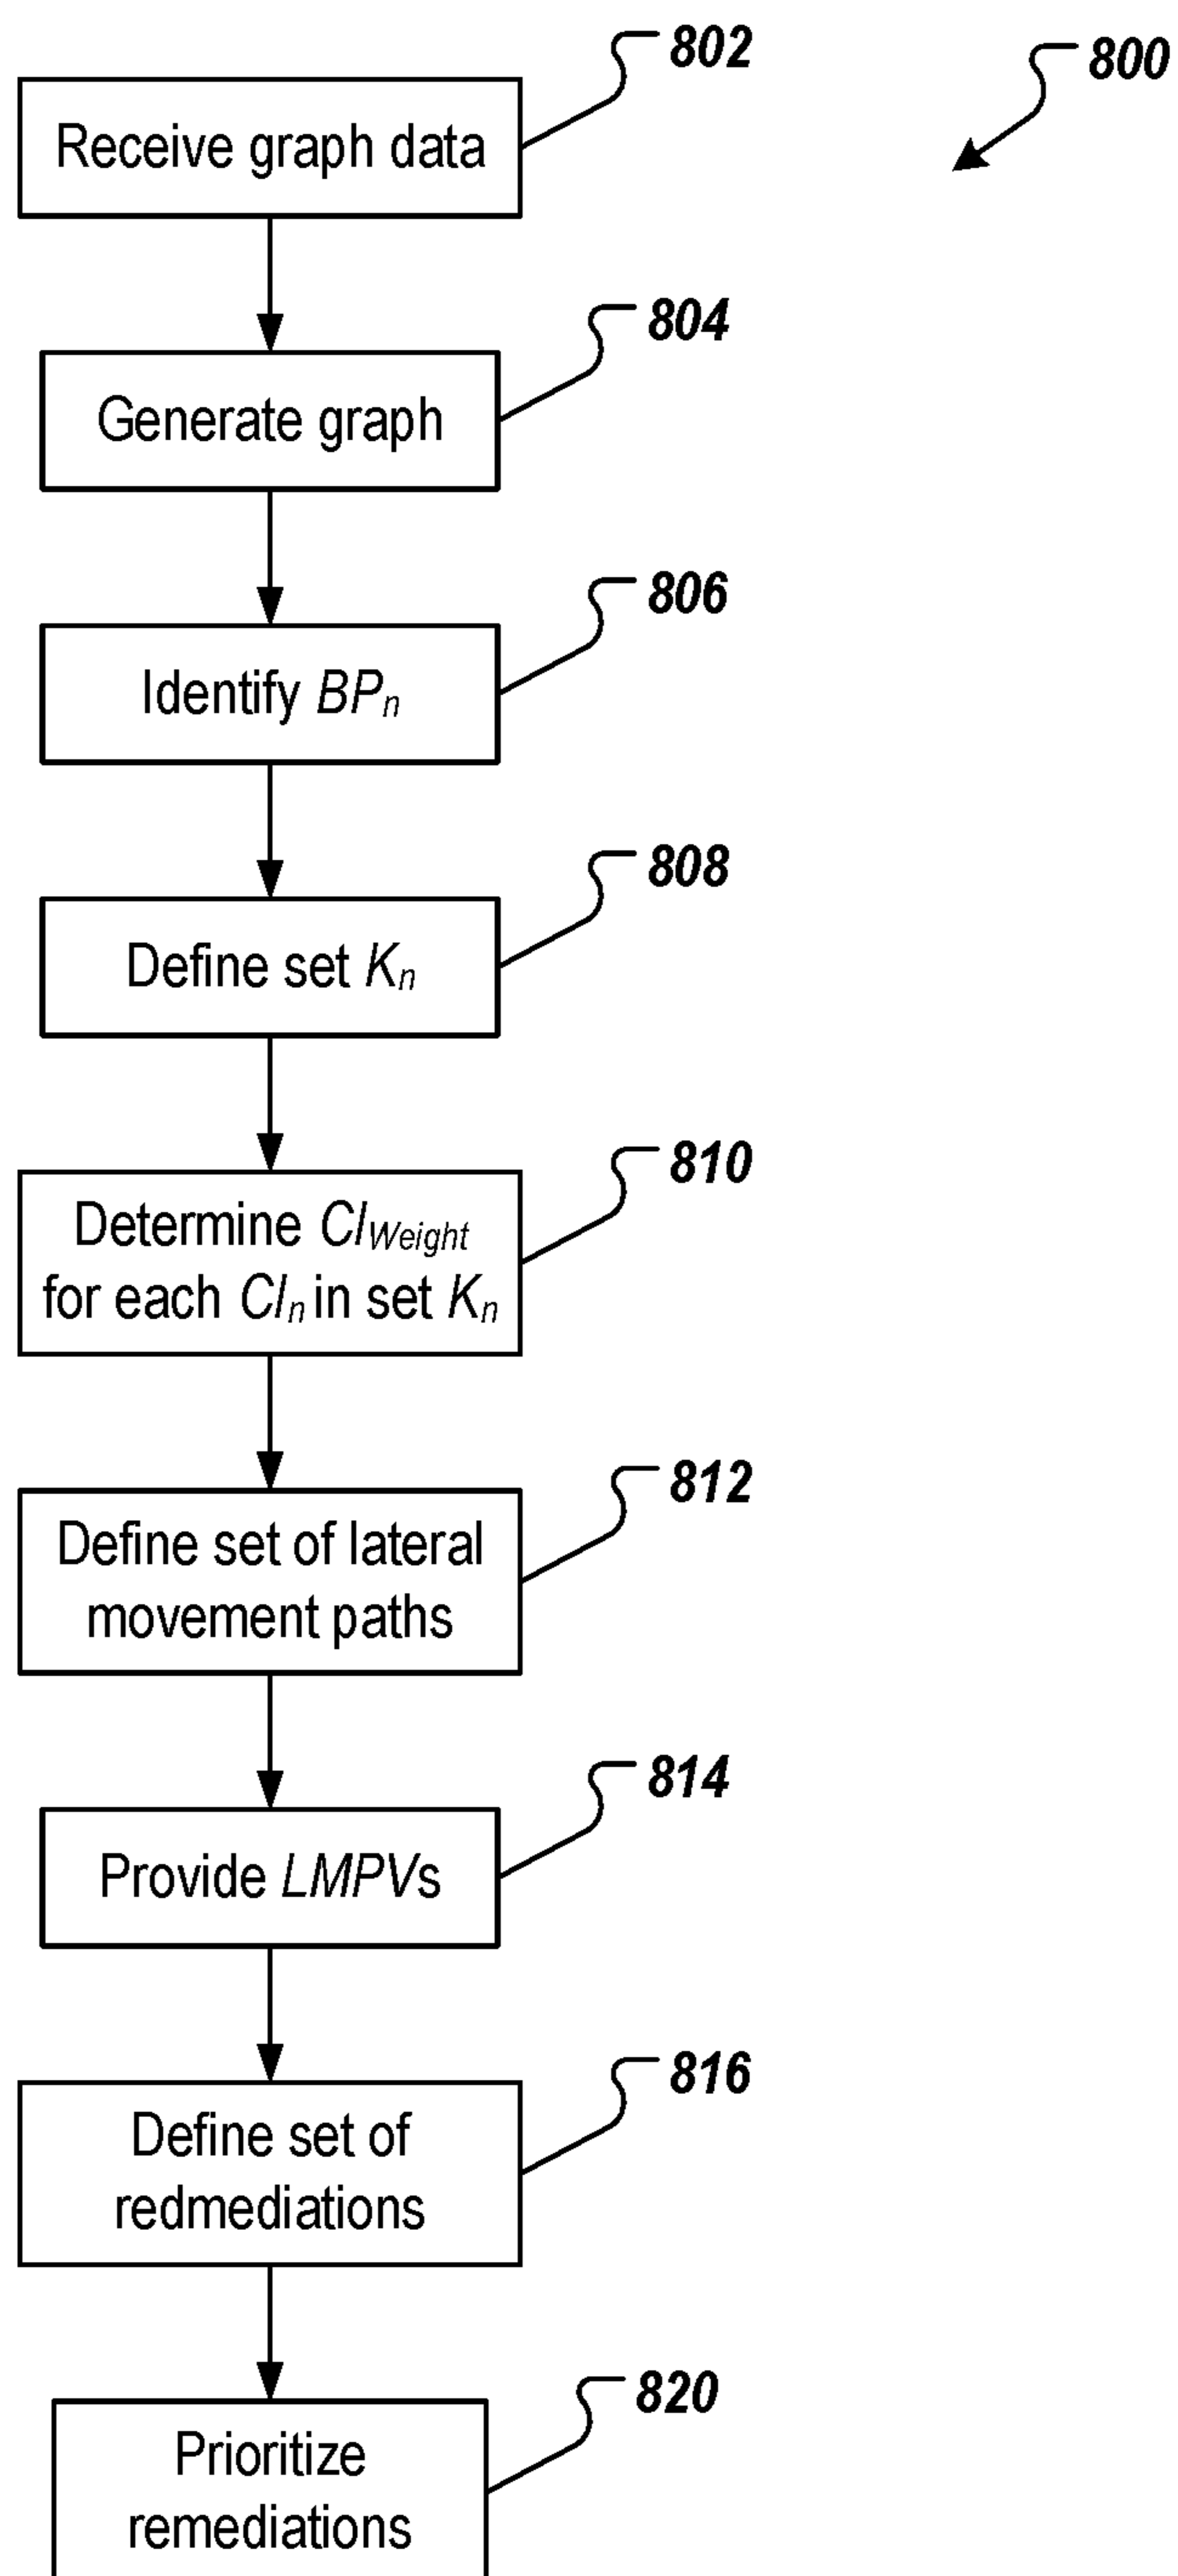 802
800
Receive graph data
804
Generate graph
806
Identify BPn
808
Define set Kn
810
Determine CIWeight
for each CIn in set Kn
812
Define set of lateral
movement paths
814
Provide LMPVs
816
Define set of
redmediations
820
Prioritize
remediations